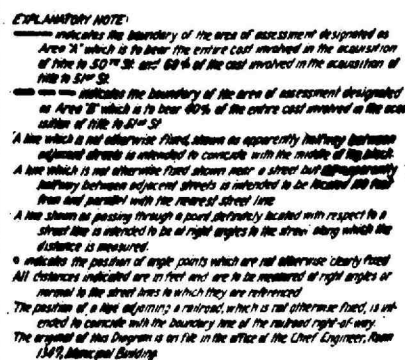 EXPLANATORY NOTE:
indicates the boundary of the area of assessment designated as
Area "A" which is to bear the entire cost involved in the acquisition
of title to 50TH St. and 60% of the cost involved in the acquisition of
title to 51ST St.
indicates the boundary of the area of assessment designated
as Area "B" which is to bear 40% of the entire cost involved in the acqu-
isition of title to 51ST St.
A line which is not otherwise fixed, shown as apparently halfway between
adjacent streets is intended to coincide with the middle of the block.
A line which is not otherwise fixed shown near a street but
halfway between adjacent streets is intended to be located 100 feet
from and parallel with the nearest street line
A line shown as passing through a point definitely located with respect to a
street line is intended to be at right angles to the street along which the
distance is measured.
o indicates the position of angle points which are not otherwise clearly fixed
All distances indicated are in feet and are to be measured at right angles or
normal to the street lines to which they are referenced
The position of a line adjoining a railroad, which is not otherwise fixed, is int-
ended to coincide with the boundary line of the railroad right-of-way.
The original of this Diagram is on file in the office of the Chief Engineer, Room
1347, Municipal Building